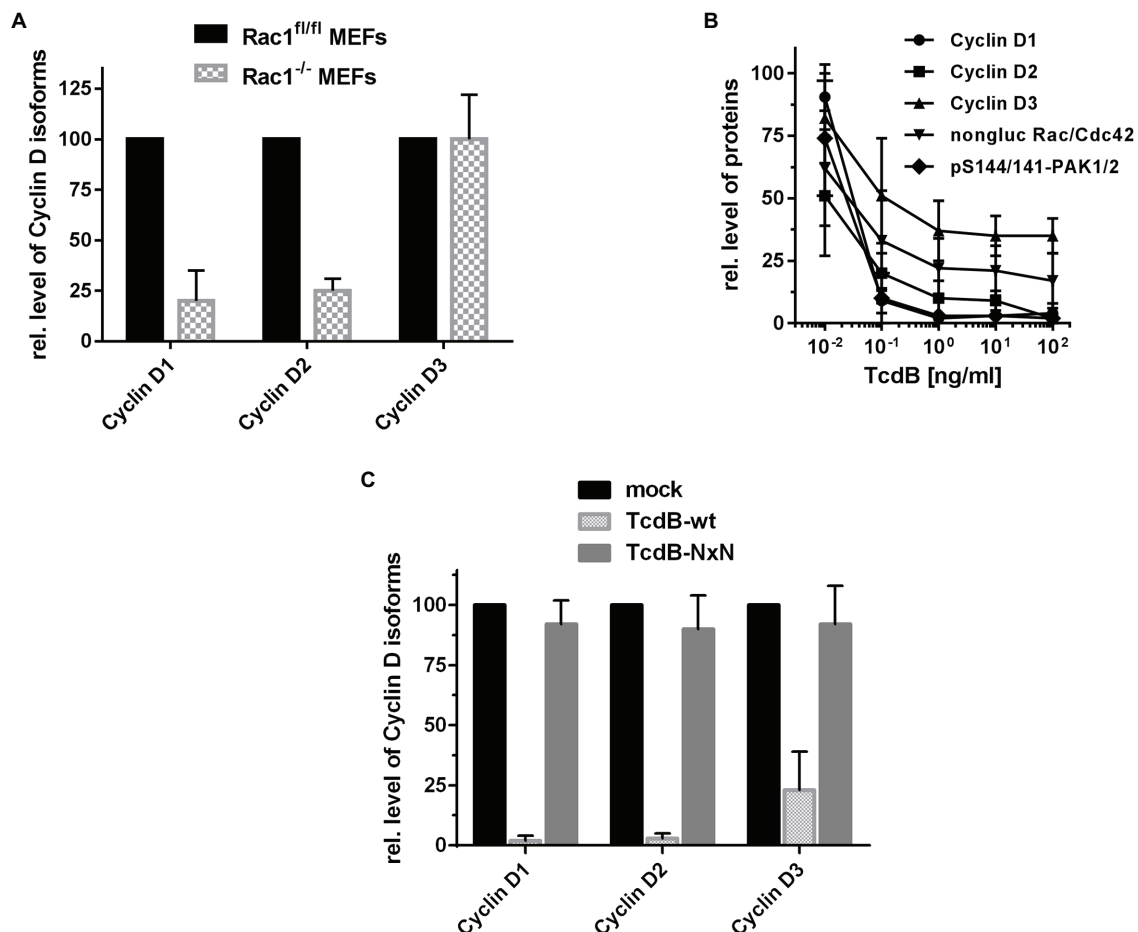 A
Rac1fl/fl MEFs
Rac1-/- MEFs
rel. level of Cyclin D isoforms
125
100
75
50
25
0
Cyclin D1
Cyclin D2
Cyclin D3
B
Cyclin D1
Cyclin D2
Cyclin D3
nongluc Rac/Cdc42
pS144/141-PAK1/2
rel. level of proteins
100
75
50
25
0
10-2
10-1
100
101
102
TcdB [ng/ml]
C
mock
TcdB-wt
TcdB-NxN
rel. level of Cyclin D isoforms
100
75
50
25
0
Cyclin D1
Cyclin D2
Cyclin D3